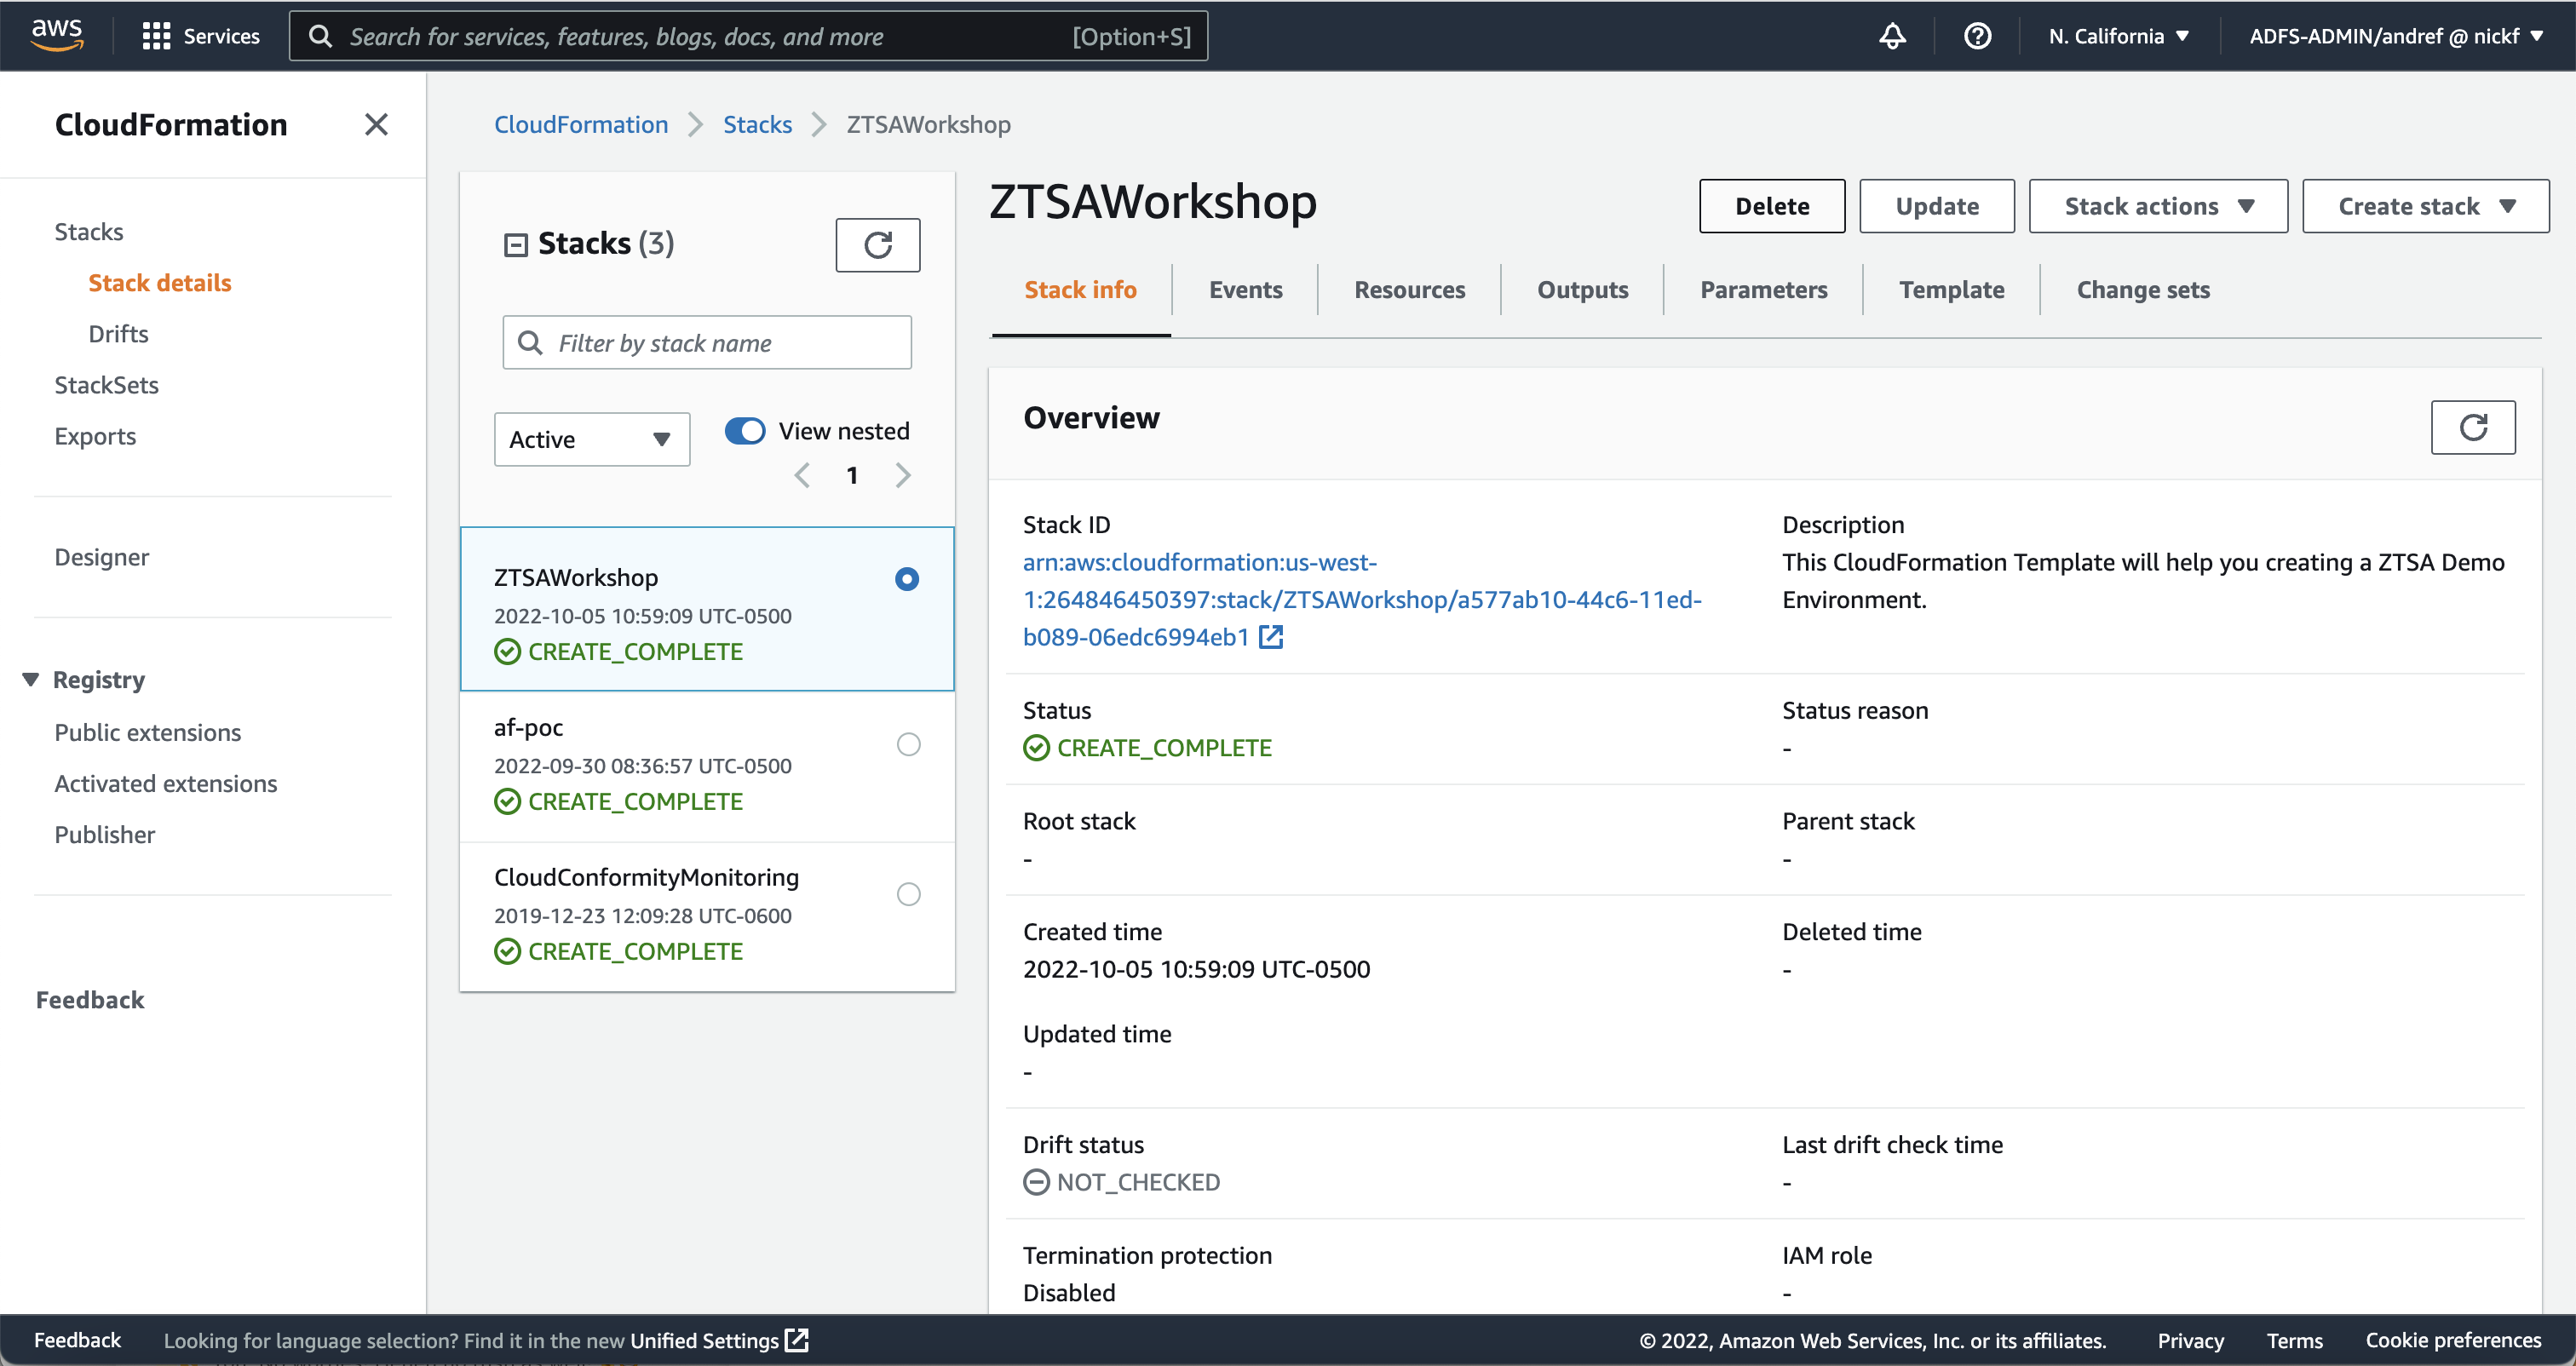 aws
Services
Search for services, features, blogs, docs, and more
[Option+S]
N. California
ADFS-ADMIN/andref @ nickf
CloudFormation
Stacks
Stack details
Drifts
StackSets
Exports
Designer
Registry
Public extensions
Activated extensions
Publisher
Feedback
CloudFormation
Stacks
ZTSAWorkshop
Stacks (3)
Filter by stack name
Active
View nested
1
ZTSAWorkshop
2022-10-05 10:59:09 UTC-0500
CREATE_COMPLETE
af-poc
2022-09-30 08:36:57 UTC-0500
CREATE_COMPLETE
CloudConformityMonitoring
2019-12-23 12:09:28 UTC-0600
CREATE_COMPLETE
ZTSAWorkshop
Delete
Update
Stack actions
Create stack
Stack info
Events
Resources
Outputs
Parameters
Template
Change sets
Overview
Stack ID
arn:aws:cloudformation:us-west-
1:264846450397:stack/ZTSAWorkshop/a577ab10-44c6-11ed-
b089-06edc6994eb1
Description
This CloudFormation Template will help you creating a ZTSA Demo
Environment.
Status
CREATE_COMPLETE
Status reason
-
Root stack
-
Parent stack
-
Created time
2022-10-05 10:59:09 UTC-0500
Deleted time
-
Updated time
-
Drift status
NOT_CHECKED
Last drift check time
-
Termination protection
Disabled
IAM role
-
Feedback
Looking for language selection? Find it in the new Unified Settings
© 2022, Amazon Web Services, Inc. or its affiliates.
Privacy
Terms
Cookie preferences